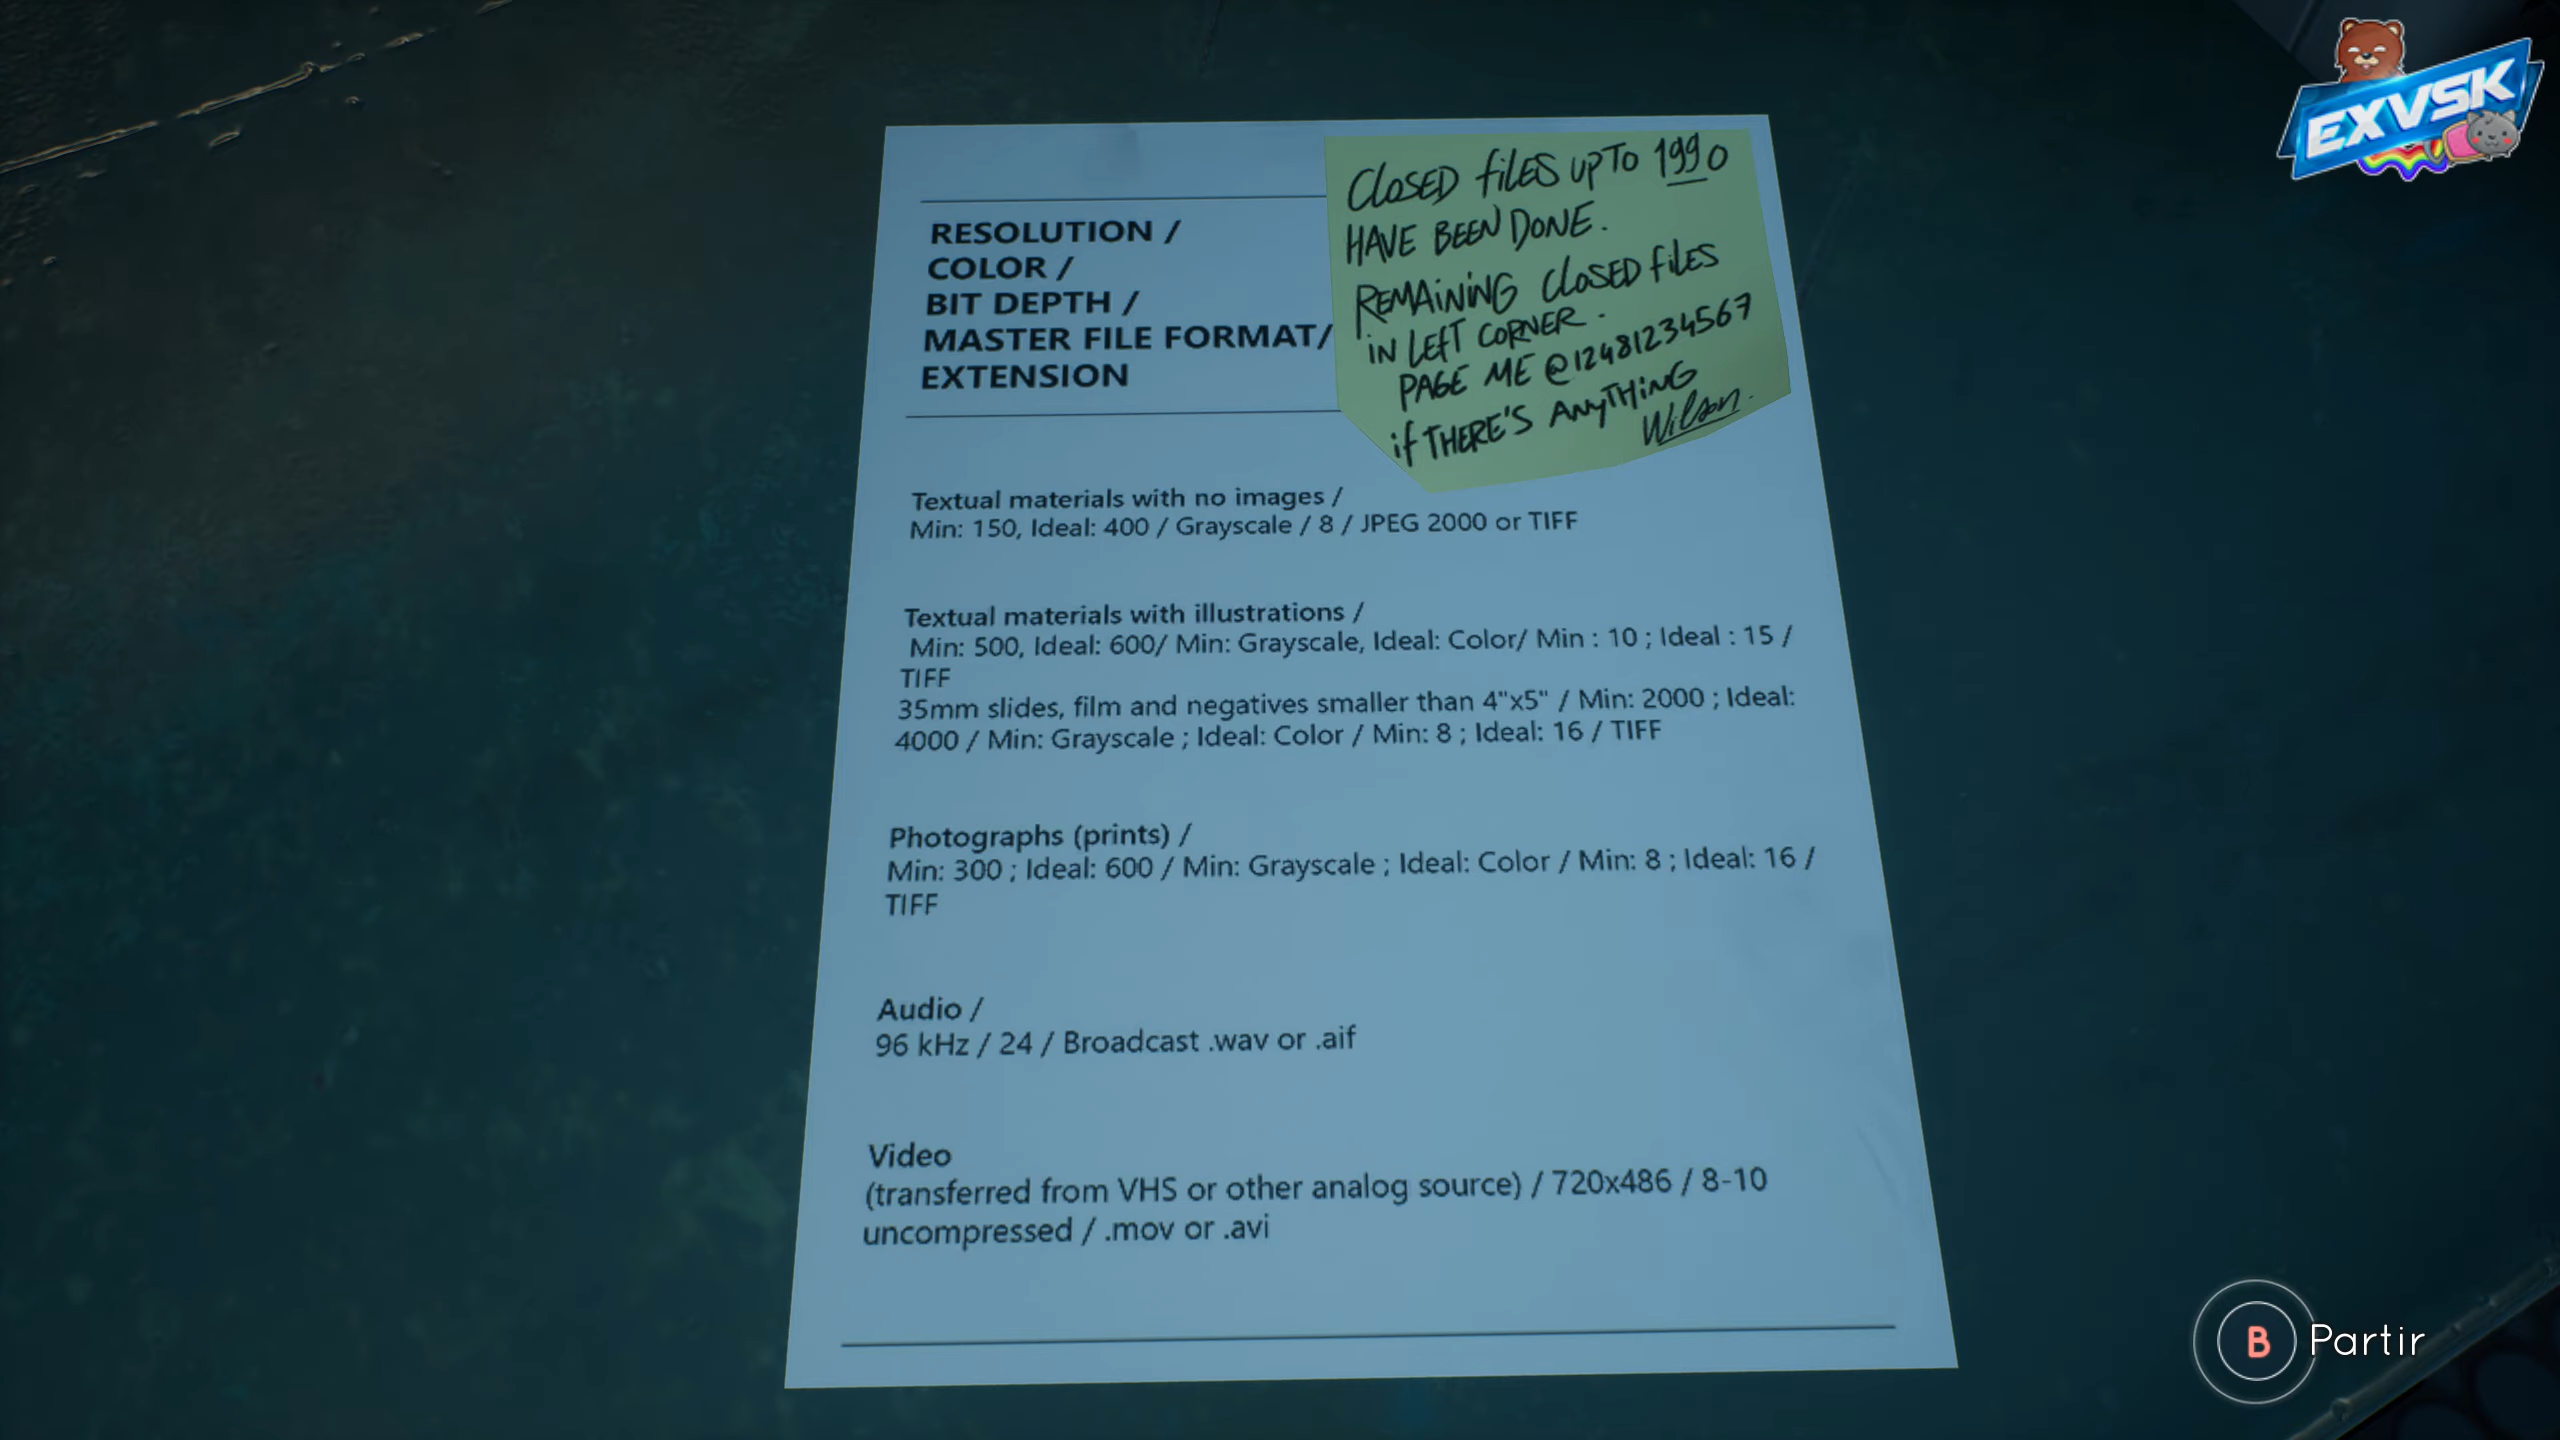 EXVSK
CLOSED FILES UP TO 1990
HAVE BEEN DONE.
REMAINING CLOSED FILES
IN LEFT CORNER.
PAGE ME @12481234567
if THERE'S ANYTHING
Wilson.
RESOLUTION /
COLOR /
BIT DEPTH /
MASTER FILE FORMAT/
EXTENSION
Textual materials with no images /
Min: 150, Ideal: 400 / Grayscale / 8 / JPEG 2000 or TIFF
Textual materials with illustrations /
Min: 500, Ideal: 600/ Min: Grayscale, Ideal: Color/ Min : 10 ; Ideal : 15 /
TIFF
35mm slides, film and negatives smaller than 4"x5" / Min: 2000 ; Ideal:
4000 / Min: Grayscale ; Ideal: Color / Min: 8 ; Ideal: 16 / TIFF
Photographs (prints) /
Min: 300 ; Ideal: 600 / Min: Grayscale ; Ideal: Color / Min: 8 ; Ideal: 16 /
TIFF
Audio /
96 kHz / 24 / Broadcast .wav or .aif
Video
(transferred from VHS or other analog source) / 720x486 / 8-10
uncompressed / .mov or .avi
B Partir